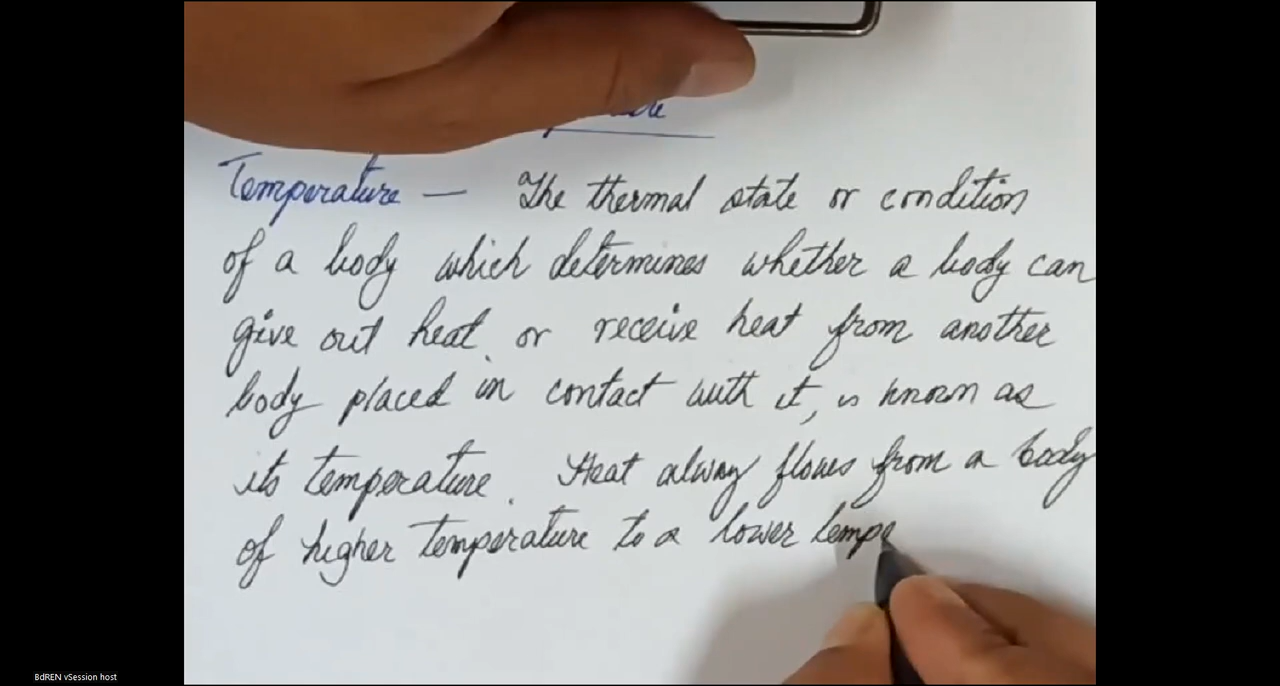 Temperature — The thermal state or condition
of a body which determines whether a body can
give out heat. or receive heat from another
body placed in contact with it, is known as
its temperature. Heat alway flows from a body
of higher temperature to a lower tempe
BdREN vSession host